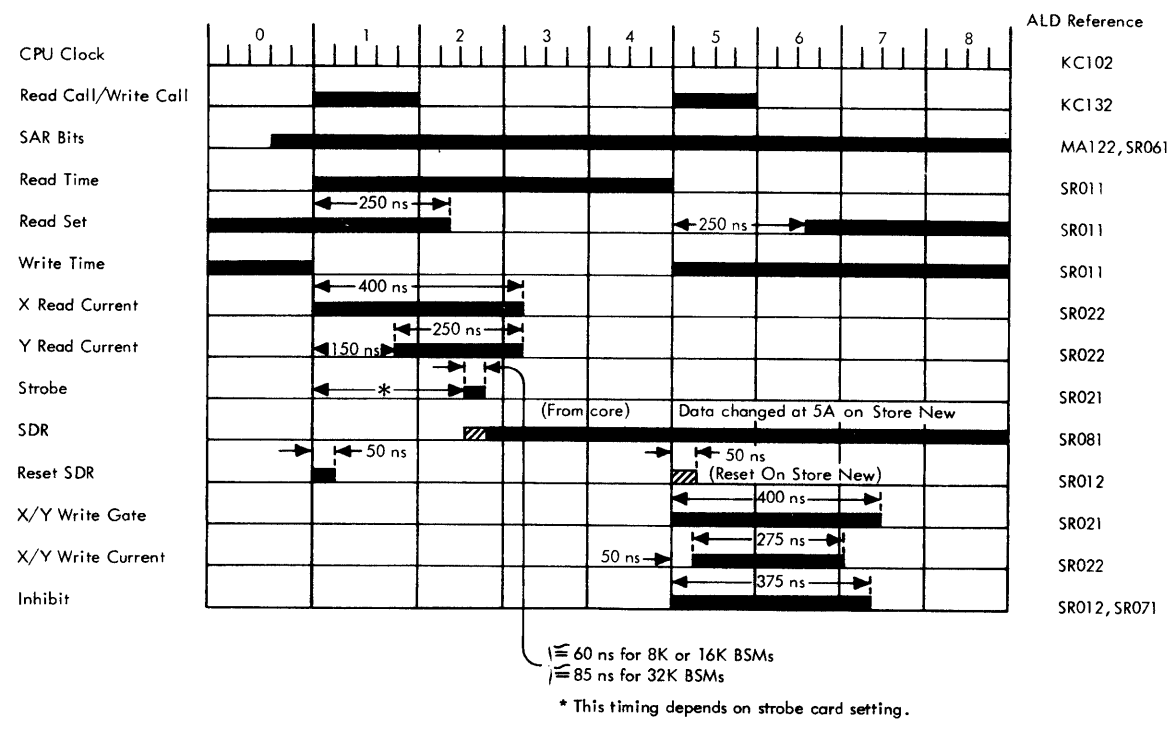 ALD Reference
0 1 2 3 4 5 6 7 8
CPU Clock KC102
Read Call/Write Call KC132
SAR Bits MA122, SR061
Read Time SR011
250 ns
Read Set 250 ns SR011
Write Time SR011
400 ns
X Read Current SR022
250 ns
Y Read Current 150 ns SR022
Strobe * SR021
(From core) Data changed at 5A on Store New
SDR SR081
50 ns 50 ns
Reset SDR (Reset On Store New) SR012
400 ns
X/Y Write Gate SR021
275 ns
X/Y Write Current 50 ns SR022
375 ns
Inhibit SR012, SR071
≅ 60 ns for 8K or 16K BSMs
≅ 85 ns for 32K BSMs
* This timing depends on strobe card setting.